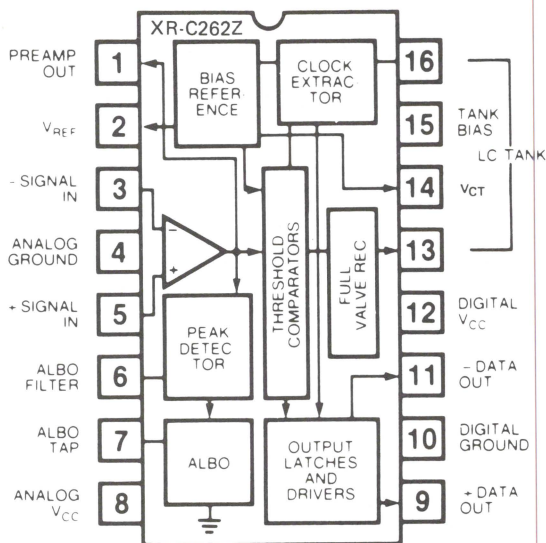 XR-C262Z
PREAMP
OUT
1
VREF
2
- SIGNAL
IN
3
ANALOG
GROUND
4
+ SIGNAL
IN
5
ALBO
FILTER
6
ALBO
TAP
7
ANALOG
VCC
8
BIAS
REFER-
ENCE
CLOCK
EXTRAC
TOR
THRESHOLD
COMPARATORS
FULL
VALVE REC
-
+
PEAK
DETEC
TOR
ALBO
OUTPUT
LATCHES
AND
DRIVERS
16
15
TANK
BIAS
LC TANK
14
VCT
13
12
DIGITAL
VCC
11
- DATA
OUT
10
DIGITAL
GROUND
9
+ DATA
OUT